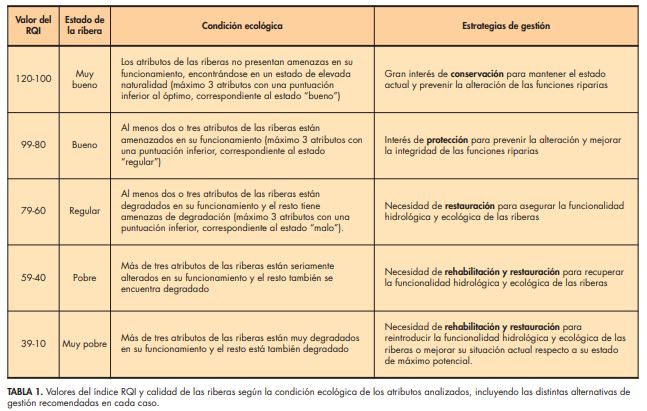 Valor del
RQI
Estado de
la ribera
Condición ecológica
Estrategias de gestión
120-100
Muy
bueno
Los atributos de las riberas no presentan amenazas en su
funcionamiento, encontrándose en un estado de elevada
naturalidad (máximo 3 atributos con una puntuación
inferior al óptimo, correspondiente al estado “bueno”)
Gran interés de conservación para mantener el estado
actual y prevenir la alteración de las funciones riparias
99-80
Bueno
Al menos dos o tres atributos de las riberas están
amenazados en su funcionamiento (máximo 3 atributos con
una puntuación inferior, correspondiente al estado
“regular”)
Interés de protección para prevenir la alteración y mejorar
la integridad de las funciones riparias
79-60
Regular
Al menos dos o tres atributos de las riberas están
degradados en su funcionamiento y el resto tiene
amenazas de degradación (máximo 3 atributos con una
puntuación inferior, correspondiente al estado “malo”).
Necesidad de restauración para asegurar la funcionalidad
hidrológica y ecológica de las riberas
59-40
Pobre
Más de tres atributos de las riberas están seriamente
alterados en su funcionamiento y el resto también se
encuentra degradado
Necesidad de rehabilitación y restauración para recuperar
la funcionalidad hidrológica y ecológica de las riberas
39-10
Muy pobre
Más de tres atributos de las riberas están muy degradados
en su funcionamiento y el resto está también degradado
Necesidad de rehabilitación y restauración para
reintroducir la funcionalidad hidrológica y ecológica de las
riberas o mejorar su situación actual respecto a su estado
de máximo potencial.
TABLA 1. Valores del índice RQI y calidad de las riberas según la condición ecológica de los atributos analizados, incluyendo las distintas alternativas de
gestión recomendadas en cada caso.